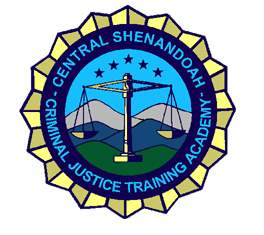 - CENTRAL SHENANDOAH -
CRIMINAL JUSTICE TRAINING ACADEMY